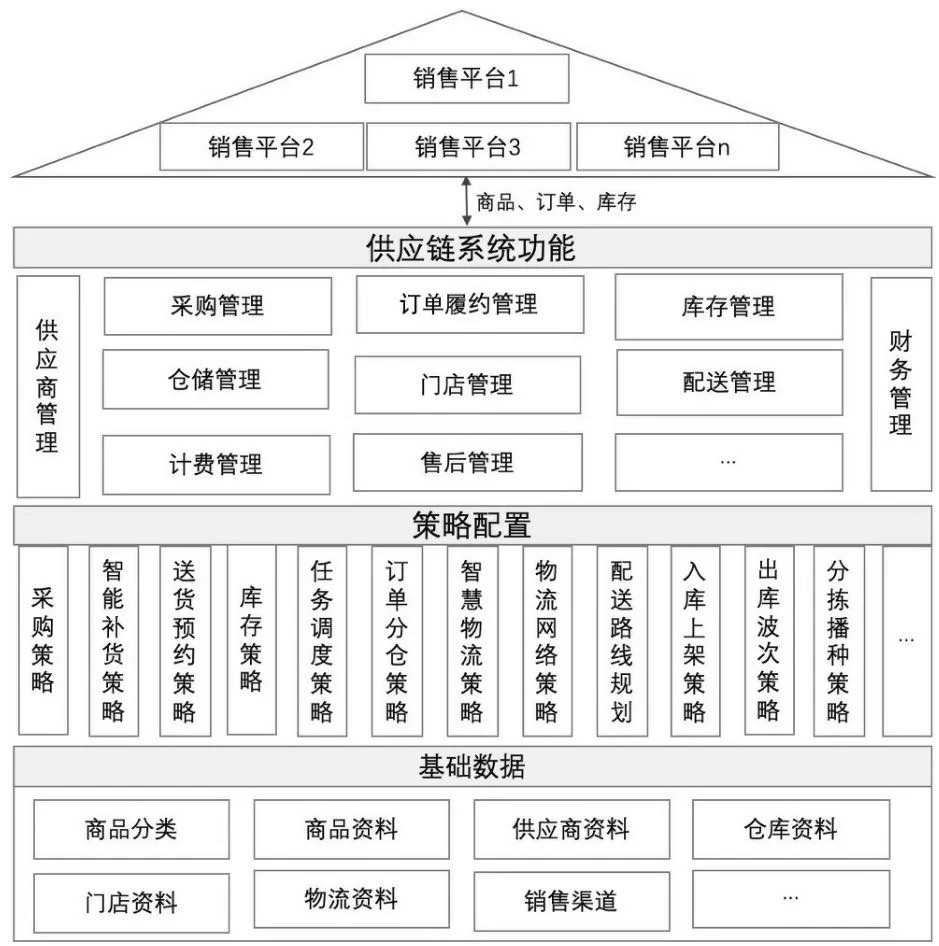 销售平台1
销售平台2
销售平台3
销售平台n
商品、订单、库存
供应链系统功能
供应商管理
采购管理
订单履约管理
库存管理
仓储管理
门店管理
配送管理
计费管理
售后管理
...
财务管理
策略配置
采购策略
智能补货策略
送货预约策略
库存策略
任务调度策略
订单分仓策略
智慧物流策略
物流网络策略
配送路线规划
入库上架策略
出库波次策略
分拣播种策略
...
基础数据
商品分类
商品资料
供应商资料
仓库资料
门店资料
物流资料
销售渠道
...